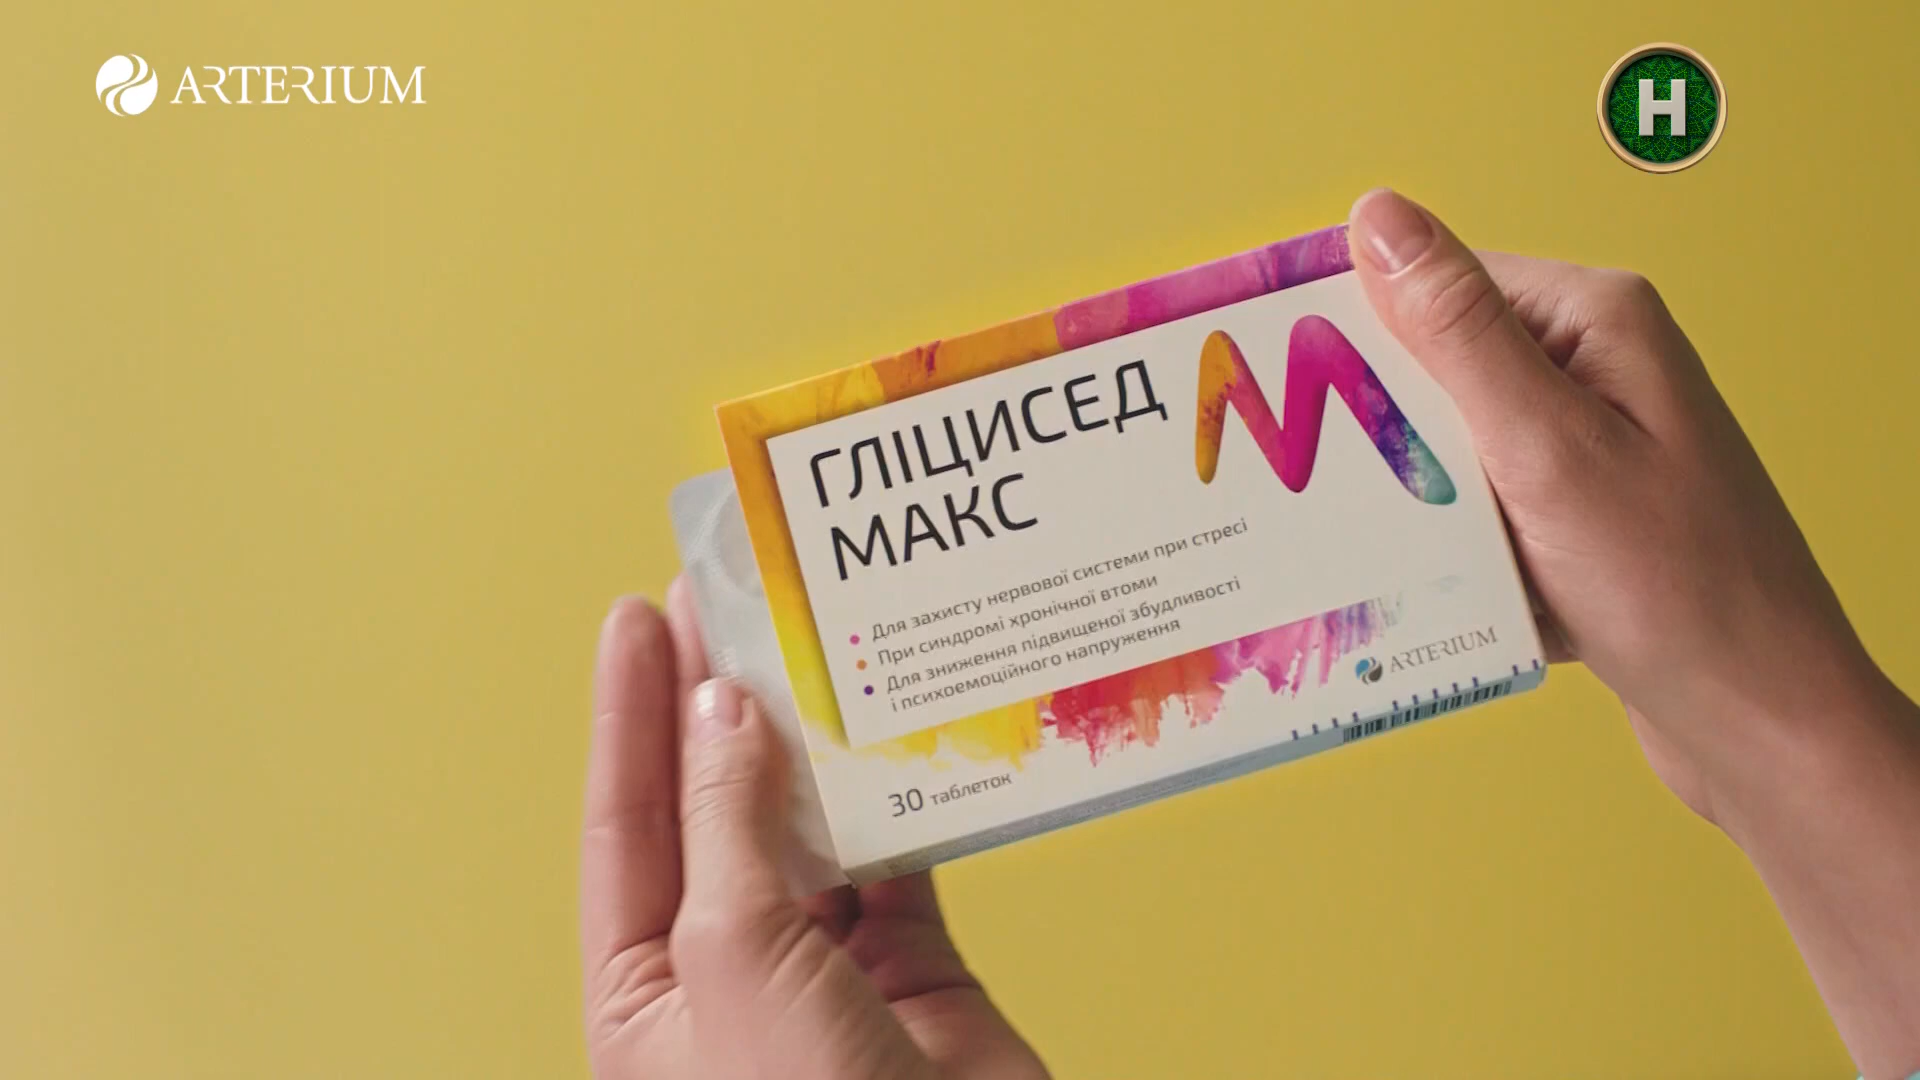 ARTERIUM
Н
ГЛІЦИСЕД
МАКС
М
Для захисту нервової системи при стресі
При синдромі хронічної втоми
Для зниження підвищеної збудливості
і психоемоційного напруження
ARTERIUM
30 таблеток